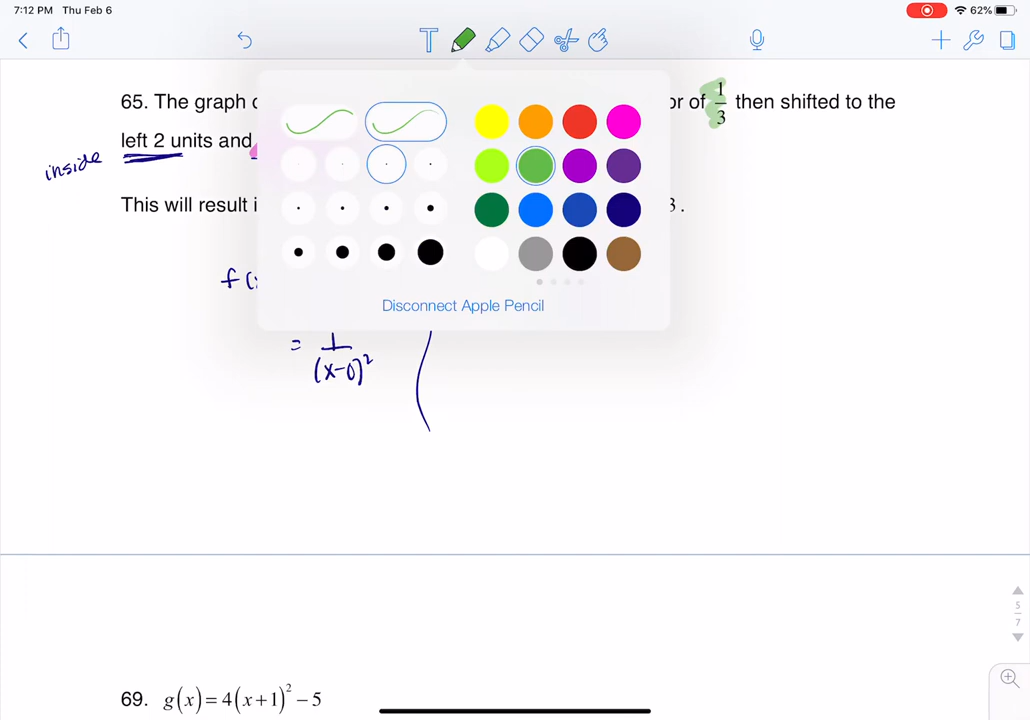 7:12 PM Thu Feb 6 62%
T
65. The graph or of 1/3 then shifted to the
left 2 units and
inside
This will result i 3.
f(
Disconnect Apple Pencil
= 1/(x-0)²
5
7
69. g(x)=4(x+1)²-5